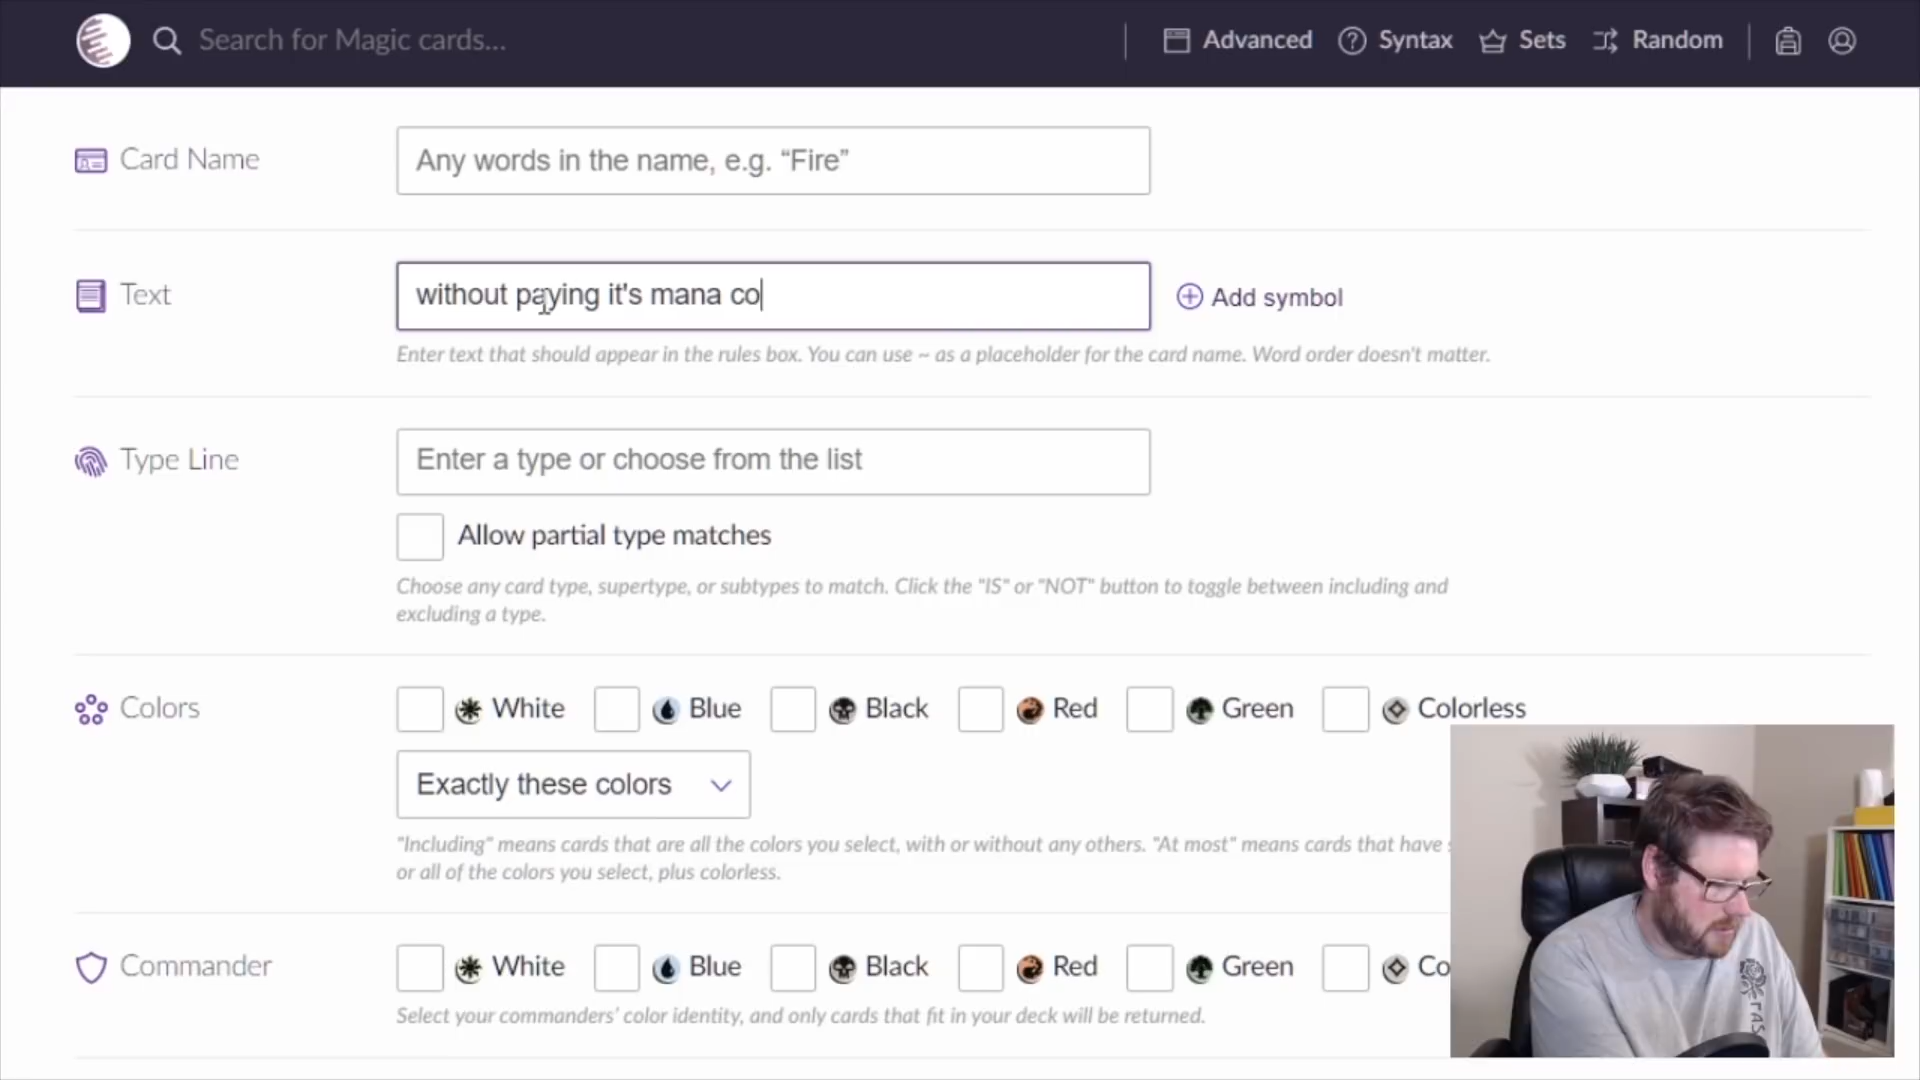 Search for Magic cards...
Advanced
Syntax
Sets
Random
Card Name
Any words in the name, e.g. “Fire”
Text
without paying it's mana co
Add symbol
Enter text that should appear in the rules box. You can use ~ as a placeholder for the card name. Word order doesn't matter.
Type Line
Enter a type or choose from the list
Allow partial type matches
Choose any card type, supertype, or subtypes to match. Click the "IS" or "NOT" button to toggle between including and
excluding a type.
Colors
White
Blue
Black
Red
Green
Colorless
Exactly these colors
"Including" means cards that are all the colors you select, with or without any others. "At most" means cards that have
or all of the colors you select, plus colorless.
Commander
White
Blue
Black
Red
Green
Co
Select your commanders’ color identity, and only cards that fit in your deck will be returned.